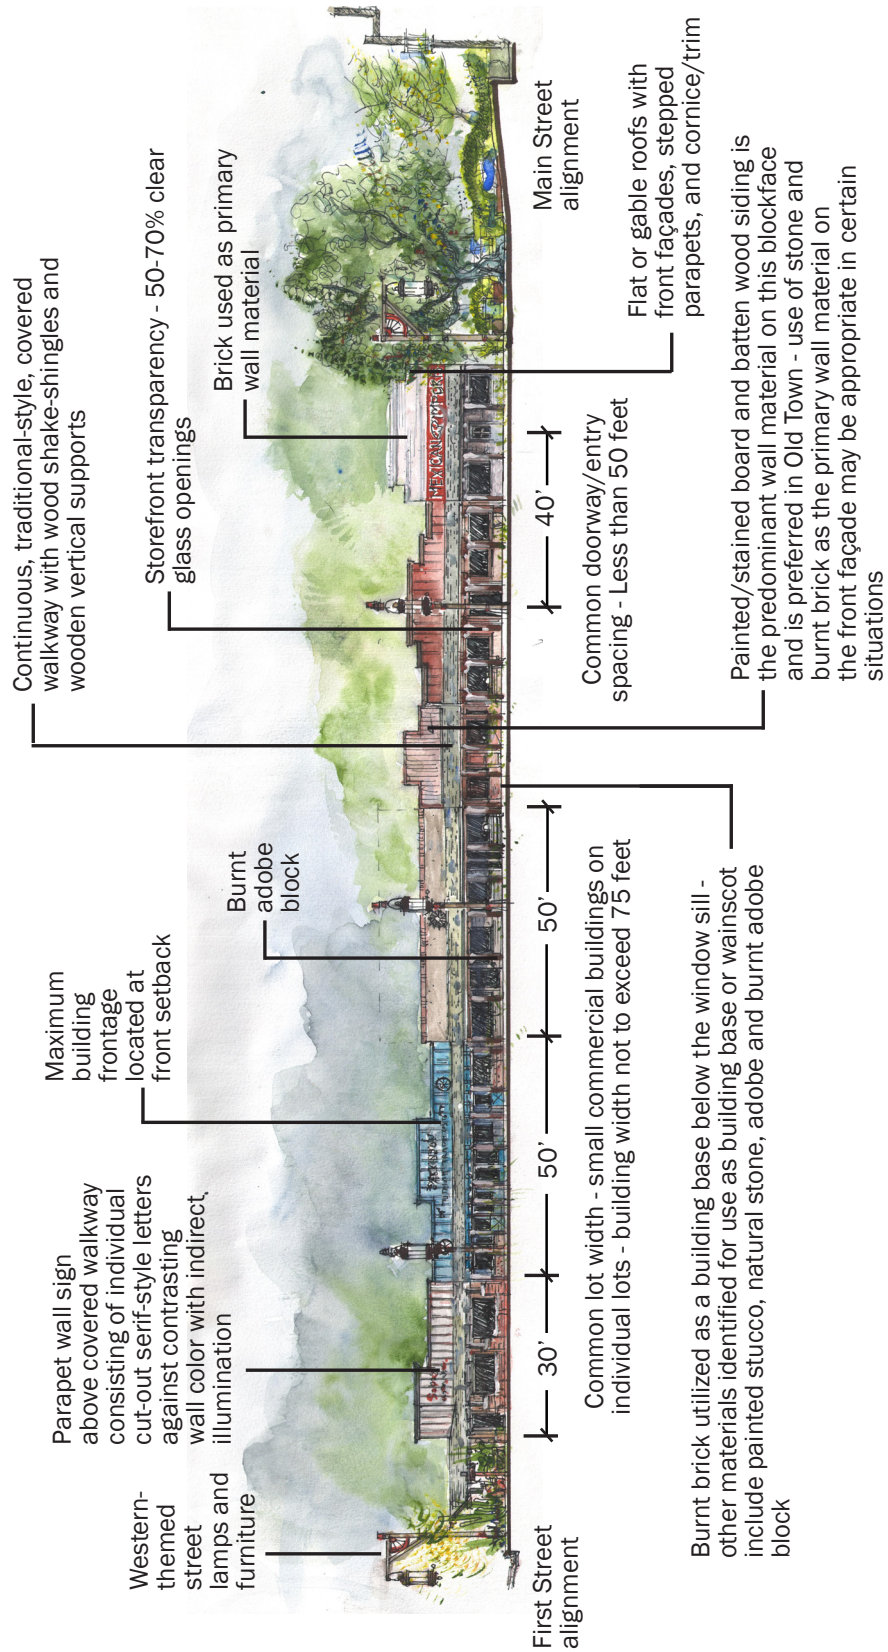 Western-
themed
street
lamps and
furniture
Parapet wall sign
above covered walkway
consisting of individual
cut-out serif-style letters
against contrasting
wall color with indirect
illumination
Maximum
building
frontage
located at
front setback
Burnt
adobe
block
Continuous, traditional-style, covered
walkway with wood shake-shingles and
wooden vertical supports
Storefront transparency - 50-70% clear
glass openings
Brick used as primary
wall material
First Street
alignment
30'
50'
50'
40'
Main Street
alignment
Common lot width - small commercial buildings on
individual lots - building width not to exceed 75 feet
Common doorway/entry
spacing - Less than 50 feet
Flat or gable roofs with
front façades, stepped
parapets, and cornice/trim
Burnt brick utilized as a building base below the window sill -
other materials identified for use as building base or wainscot
include painted stucco, natural stone, adobe and burnt adobe
block
Painted/stained board and batten wood siding is
the predominant wall material on this blockface
and is preferred in Old Town - use of stone and
burnt brick as the primary wall material on
the front façade may be appropriate in certain
situations